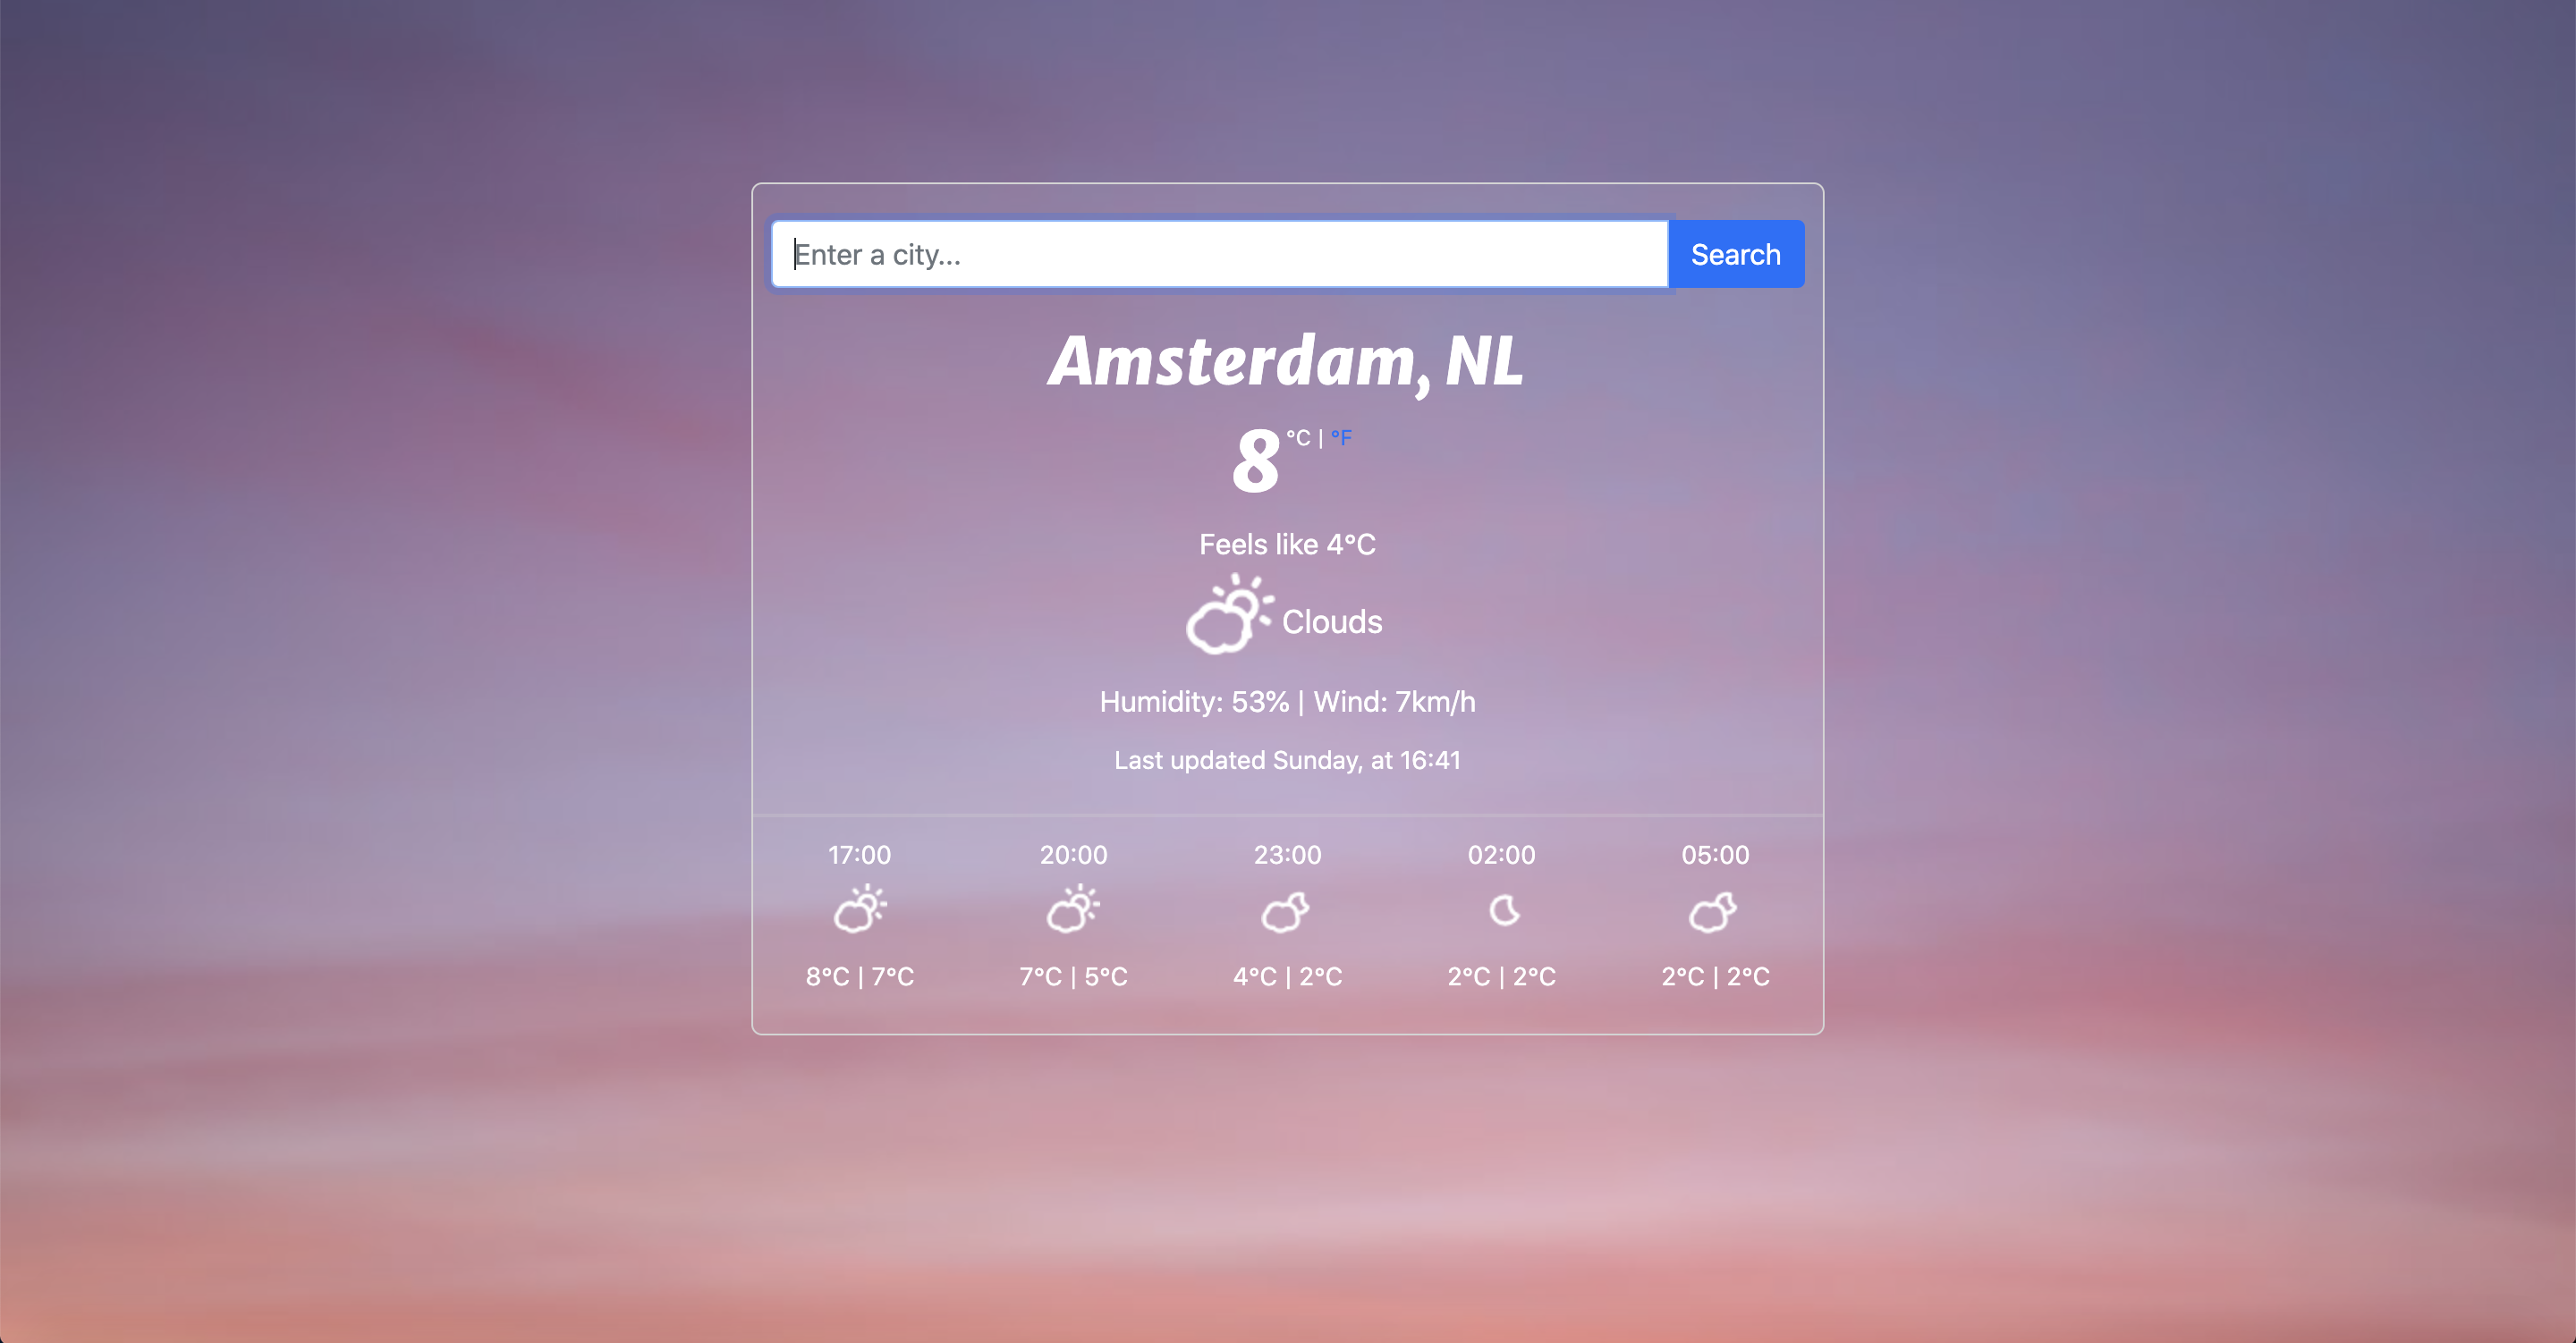 Enter a city...
Search
Amsterdam, NL
8 °C | °F
Feels like 4°C
Clouds
Humidity: 53% | Wind: 7km/h
Last updated Sunday, at 16:41
17:00 20:00 23:00 02:00 05:00
8°C | 7°C 7°C | 5°C 4°C | 2°C 2°C | 2°C 2°C | 2°C